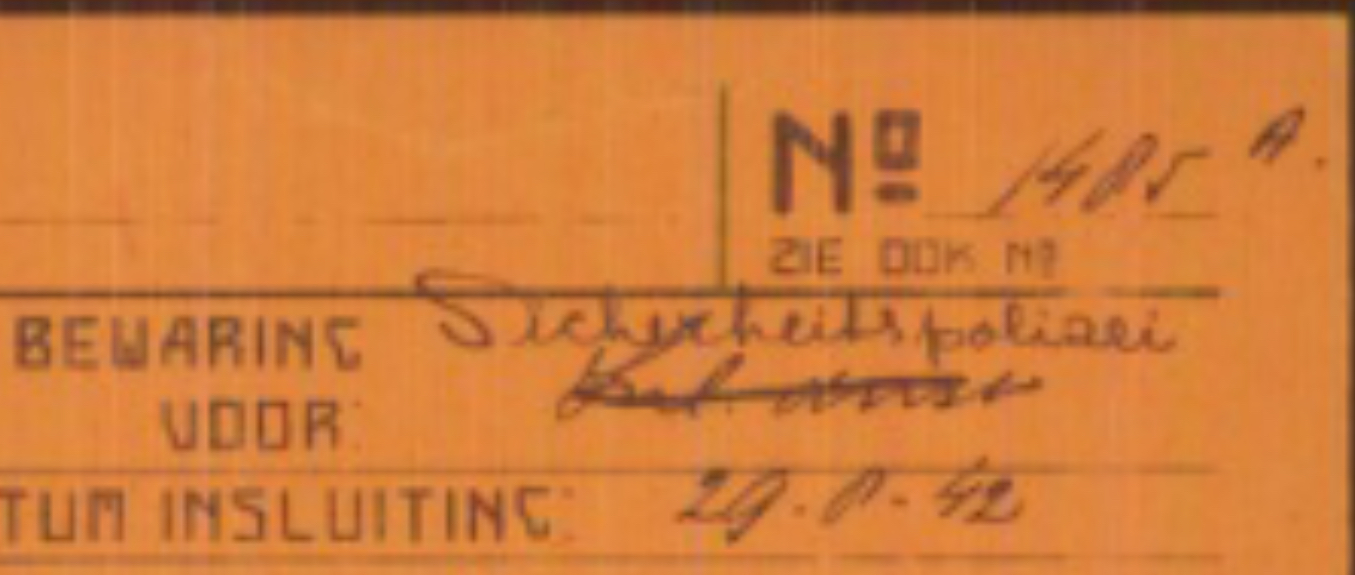 Nº 1485 A.
ZIE OOK Nº
BEWARING Sicherheitspolizei
VOOR:
TUM INSLUITING: 29-8-42